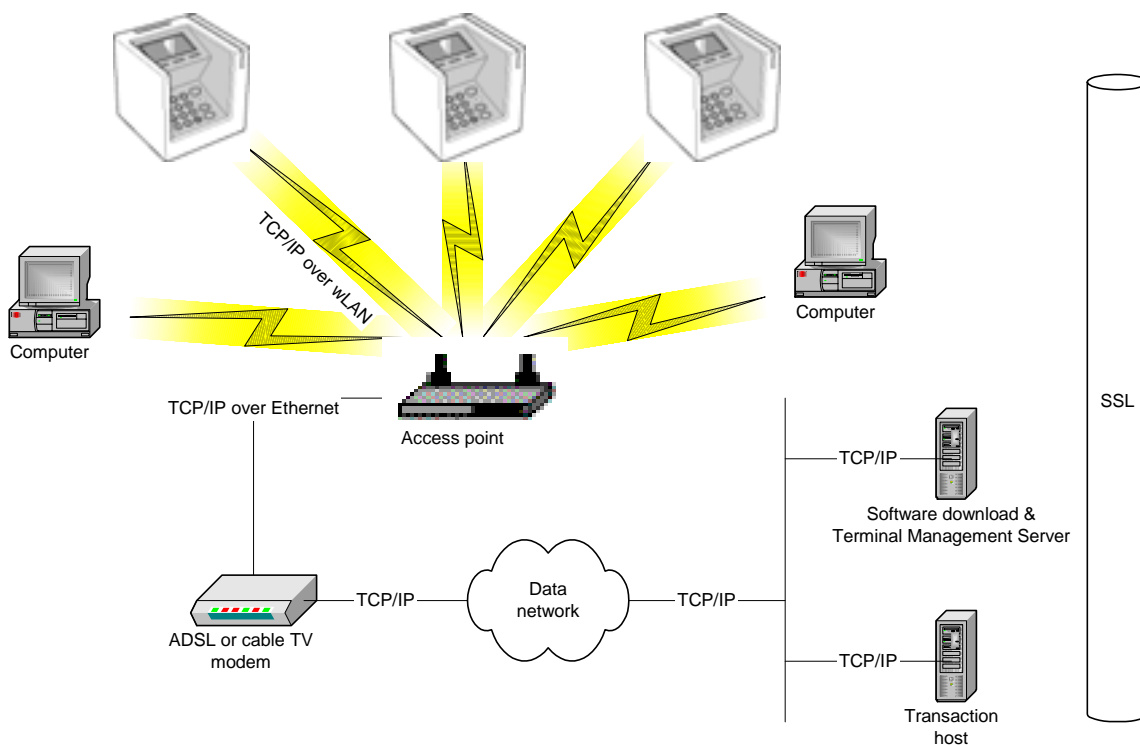 TCP/IP over wLAN
Computer
Computer
TCP/IP over Ethernet
Access point
SSL
TCP/IP
Software download &
Terminal Management Server
Data
network
TCP/IP
TCP/IP
ADSL or cable TV
modem
TCP/IP
Transaction
host